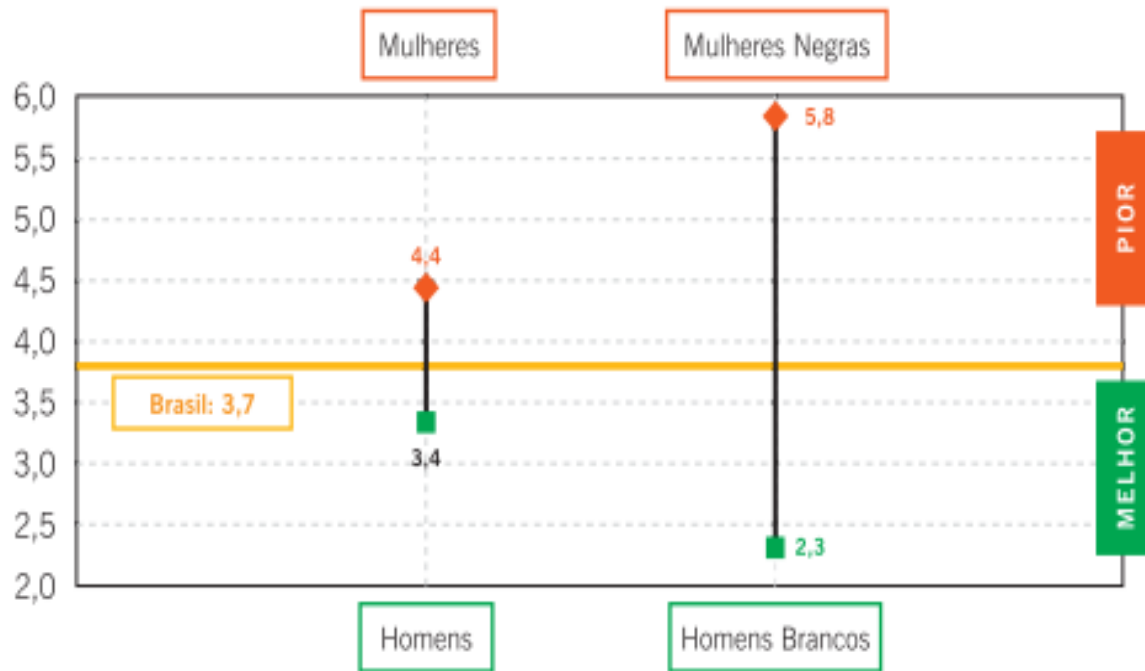 Mulheres
Mulheres Negras
6,0
5,8
5,5
PIOR
5,0
4,4
4,5
4,0
Brasil: 3,7
3,5
3,4
MELHOR
3,0
2,5
2,3
2,0
Homens
Homens Brancos